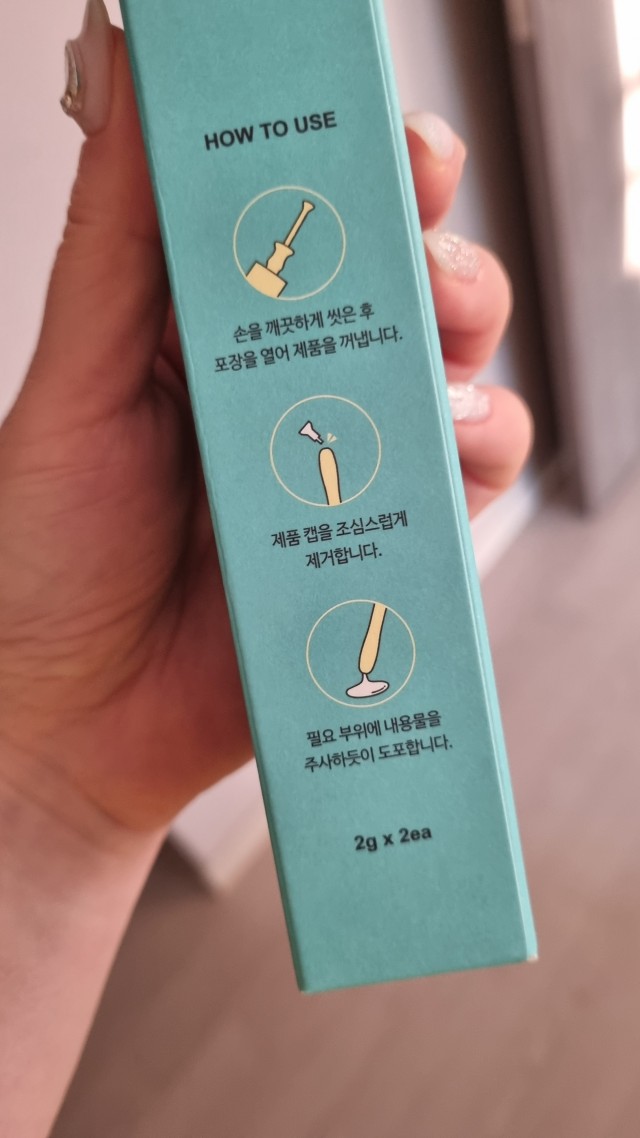 HOW TO USE
손을 깨끗하게 씻은 후
포장을 열어 제품을 꺼냅니다.
제품 캡을 조심스럽게
제거합니다.
필요 부위에 내용물을
주사하듯이 도포합니다.
2g x 2ea